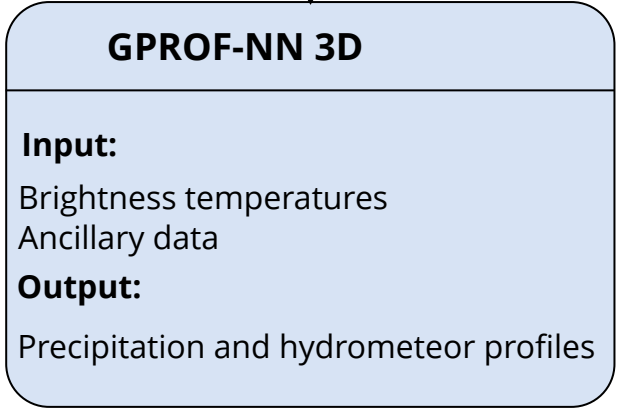 GPROF-NN 3D
Input:
Brightness temperatures
Ancillary data
Output:
Precipitation and hydrometeor profiles